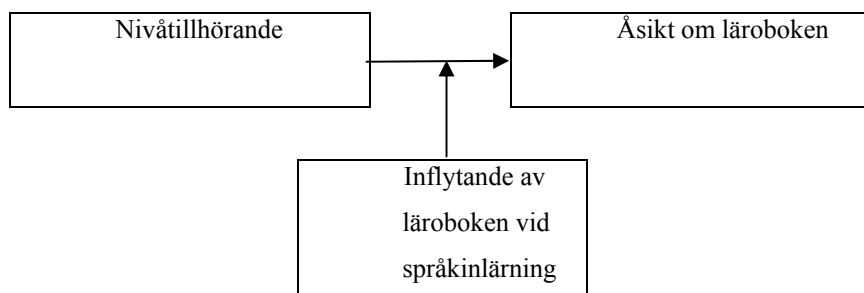 Nivåtillhörande
Åsikt om läroboken
Inflytande av
läroboken vid
språkinlärning